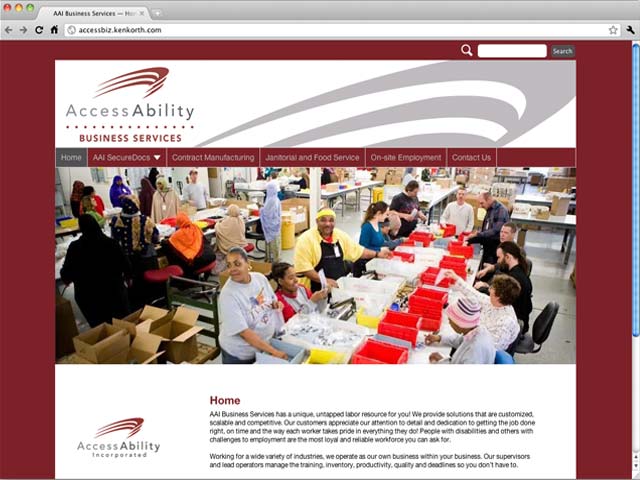 AAI Business Services — Hom
accessbiz.kenkorth.com
Search
AccessAbility
BUSINESS SERVICES
Home AAI SecureDocs Contract Manufacturing Janitorial and Food Service On-site Employment Contact Us
Home
AAI Business Services has a unique, untapped labor resource for you! We provide solutions that are customized,
scalable and competitive. Our customers appreciate our attention to detail and dedication to getting the job done
right, on time and the way each worker takes pride in everything they do! People with disabilities and others with
challenges to employment are the most loyal and reliable workforce you can ask for.
AccessAbility
Incorporated
Working for a wide variety of industries, we operate as our own business within your business. Our supervisors
and lead operators manage the training, inventory, productivity, quality and deadlines so you don't have to.